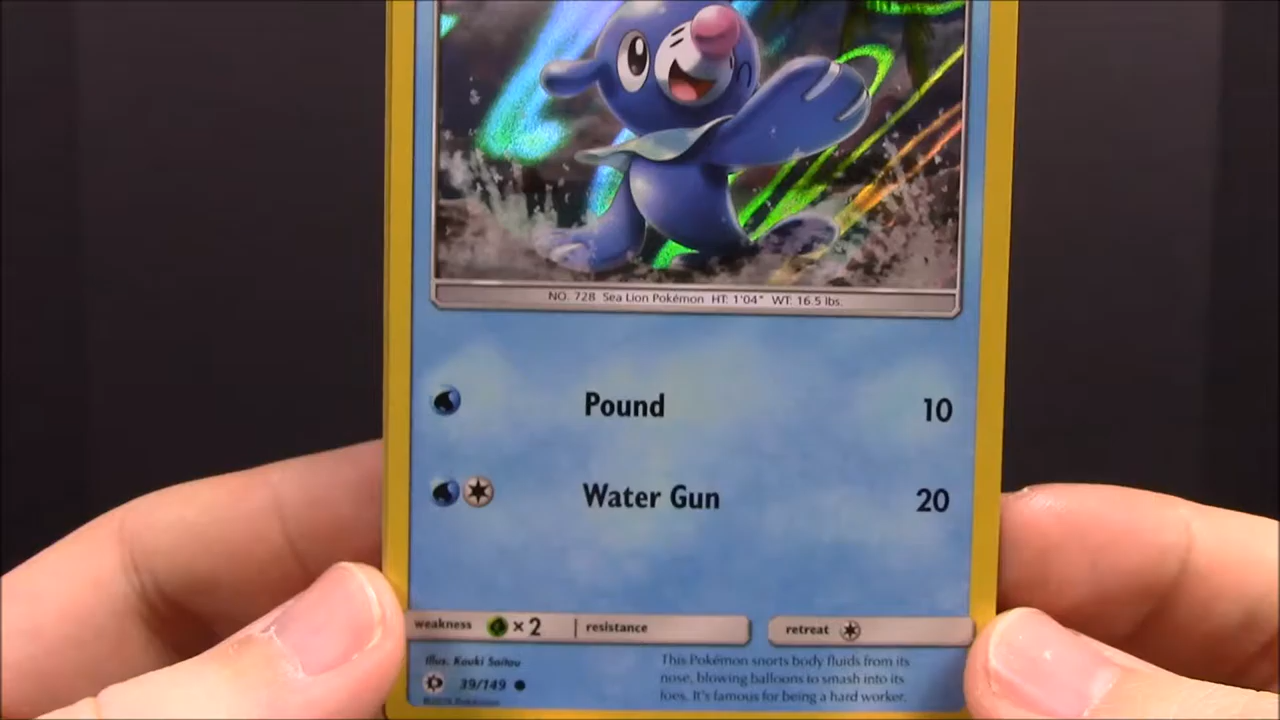 NO. 728 Sea Lion Pokémon HT: 1'04" WT: 16.5 lbs.
Pound 10
Water Gun 20
weakness ×2 resistance retreat
Illus. Kouki Saitou
39/149
This Pokémon snorts body fluids from its
nose, blowing balloons to smash into its
foes. It's famous for being a hard worker.